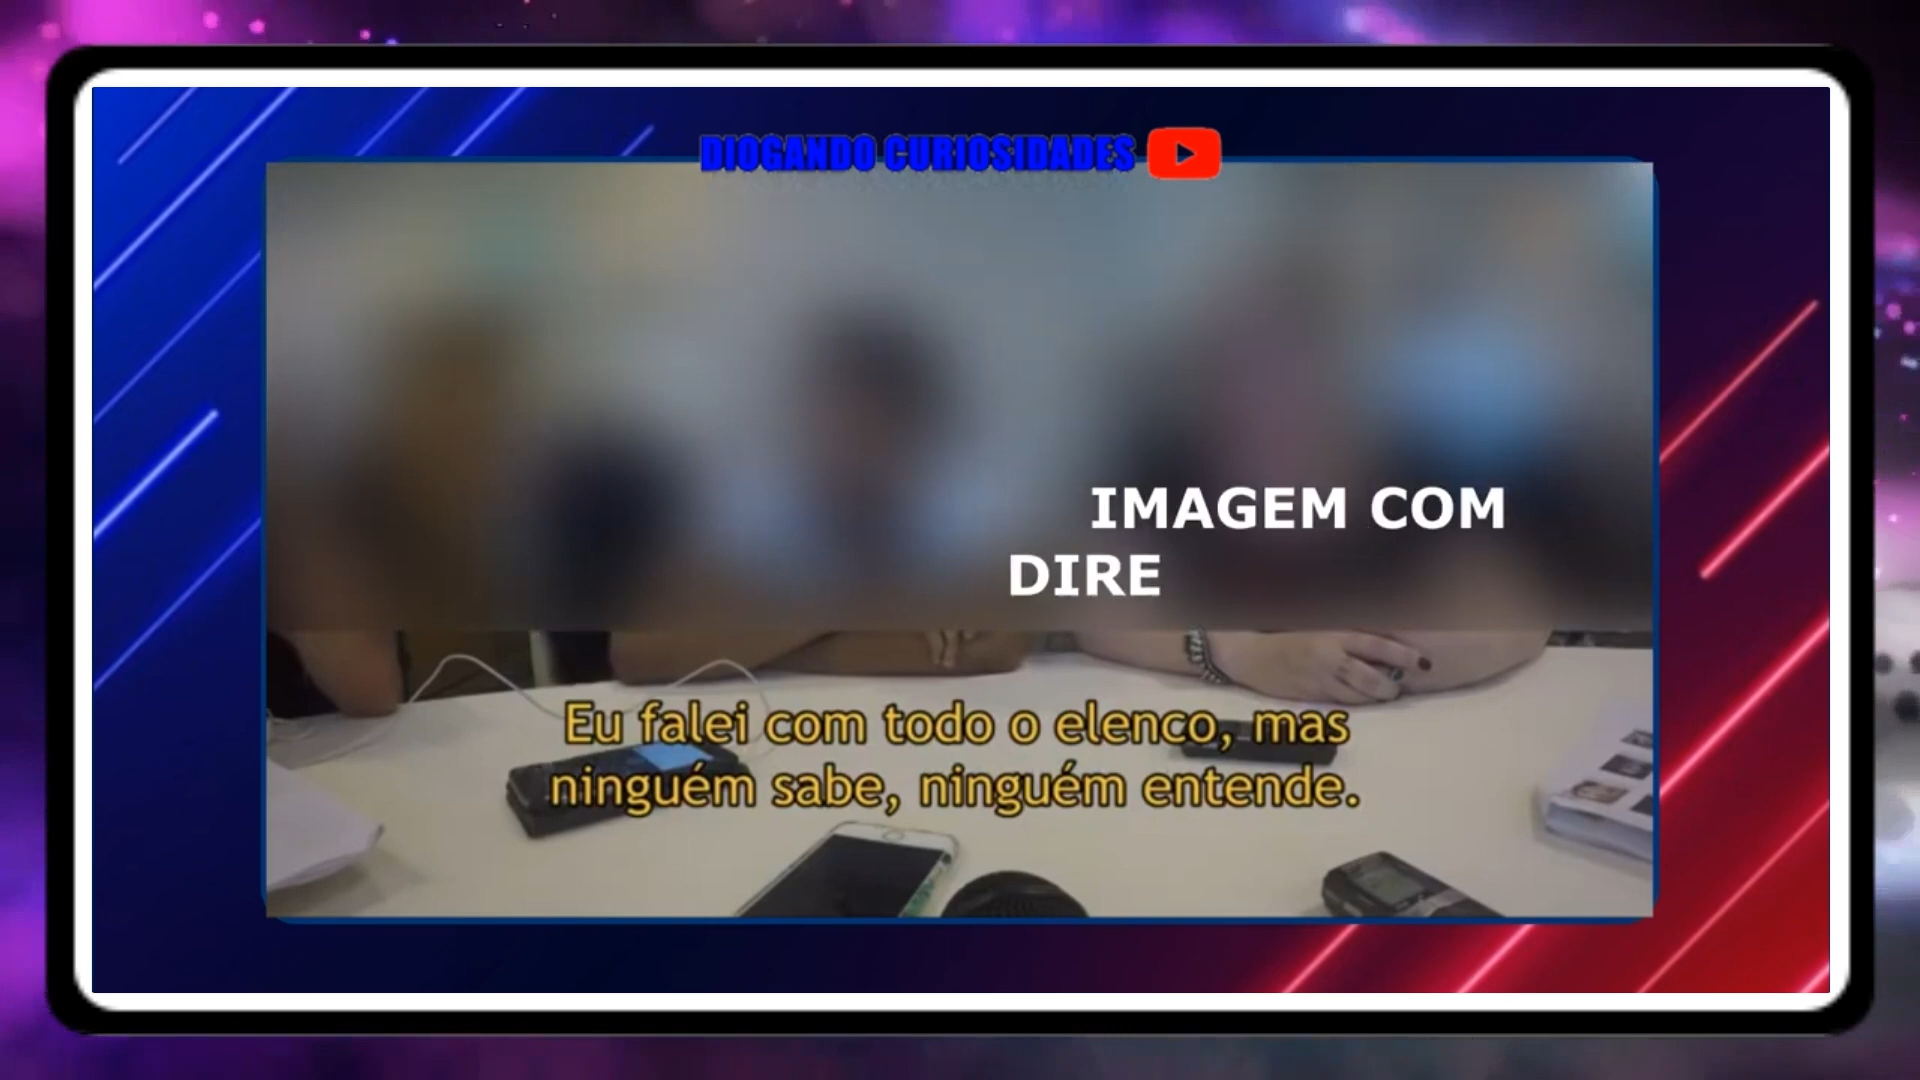 DIOGANDO CURIOSIDADES
IMAGEM COM
DIRE
Eu falei com todo o elenco, mas
ninguém sabe, ninguém entende.